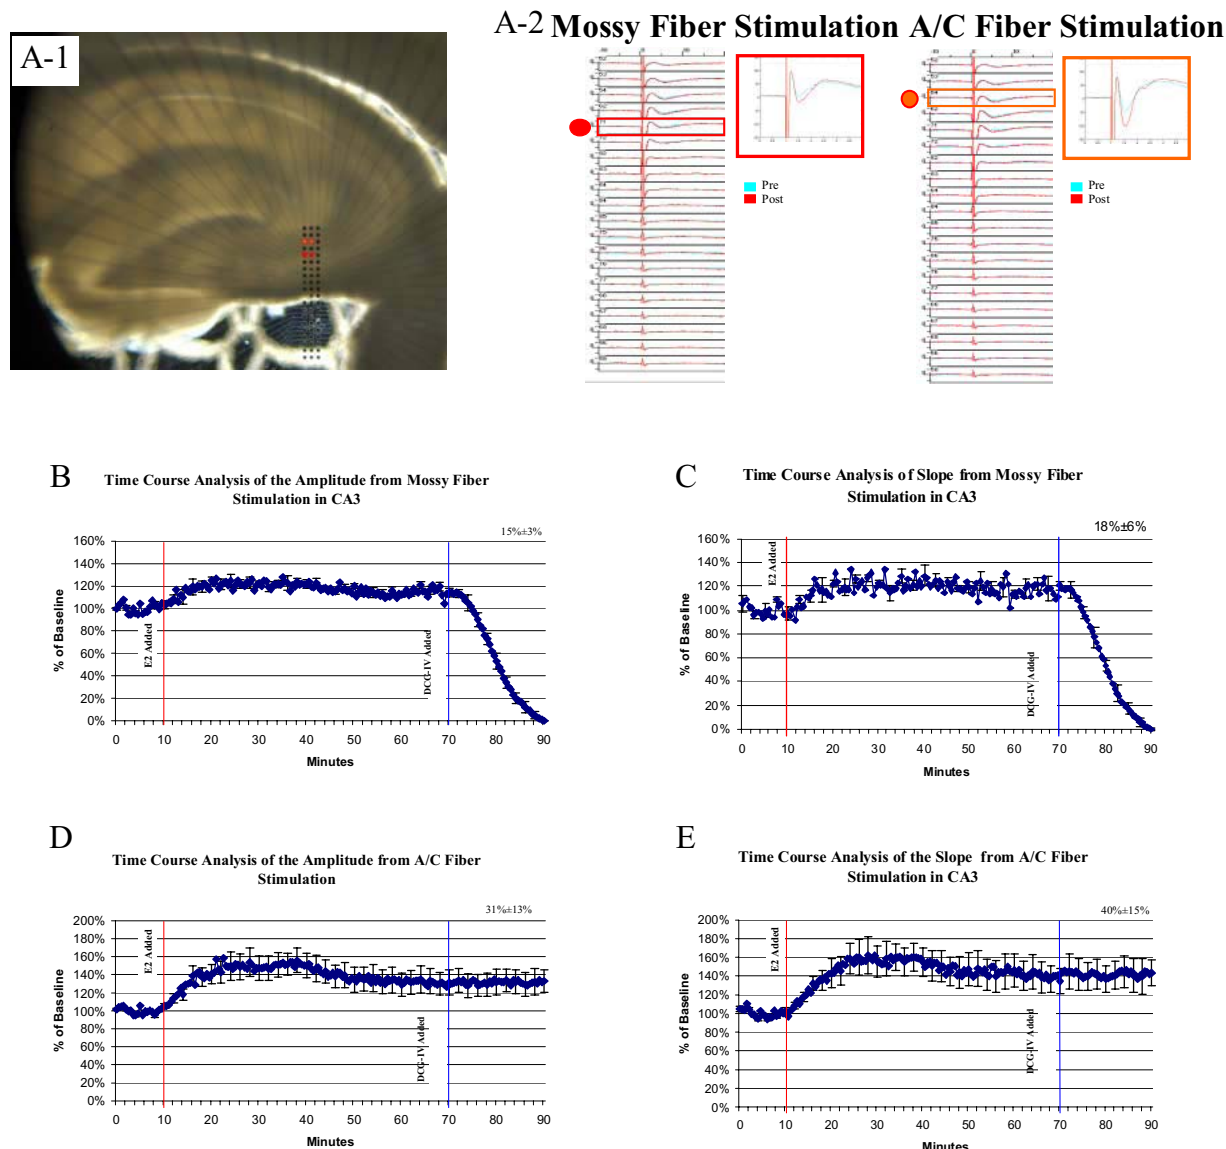 A-1
A-2 Mossy Fiber Stimulation A/C Fiber Stimulation
Pre
Post
Pre
Post
B
Time Course Analysis of the Amplitude from Mossy Fiber
Stimulation in CA3
15%±3%
160%
140%
120%
100%
80%
60%
40%
20%
0%
% of Baseline
E2 Added
DCG-IV Added
0 10 20 30 40 50 60 70 80 90
Minutes
C
Time Course Analysis of Slope from Mossy Fiber
Stimulation in CA3
18%±6%
160%
140%
120%
100%
80%
60%
40%
20%
0%
% of Baseline
E2 Added
DCG-IV Added
0 10 20 30 40 50 60 70 80 90
Minutes
D
Time Course Analysis of the Amplitude from A/C Fiber
Stimulation
31%±13%
200%
180%
160%
140%
120%
100%
80%
60%
40%
20%
0%
% of Baseline
E2 Added
DCG-IV Added
0 10 20 30 40 50 60 70 80 90
Minutes
E
Time Course Analysis of the Slope from A/C Fiber
Stimulation in CA3
40%±15%
200%
180%
160%
140%
120%
100%
80%
60%
40%
20%
0%
% of Baseline
E2 Added
DCG-IV Added
0 10 20 30 40 50 60 70 80 90
Minutes